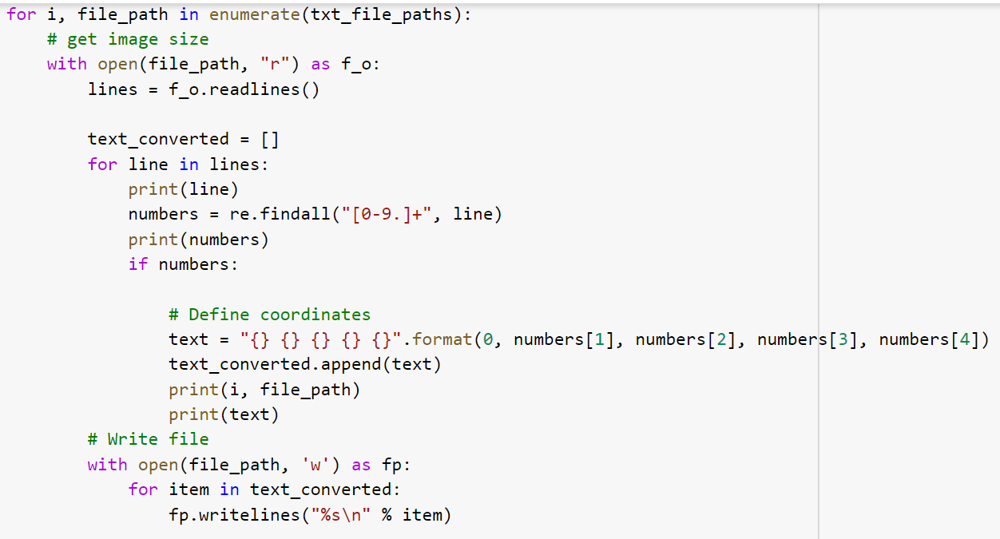 for i, file_path in enumerate(txt_file_paths):
    # get image size
    with open(file_path, "r") as f_o:
        lines = f_o.readlines()

        text_converted = []
        for line in lines:
            print(line)
            numbers = re.findall("[0-9.]+", line)
            print(numbers)
            if numbers:

                # Define coordinates
                text = "{} {} {} {} {}".format(0, numbers[1], numbers[2], numbers[3], numbers[4])
                text_converted.append(text)
                print(i, file_path)
                print(text)
        # Write file
        with open(file_path, 'w') as fp:
            for item in text_converted:
                fp.writelines("%s\n" % item)